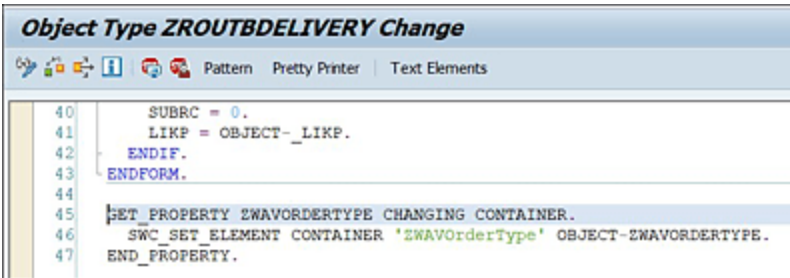 Object Type ZROUTBDELIVERY Change
Pattern Pretty Printer Text Elements
40 SUBRC = 0.
41 LIKP = OBJECT-_LIKP.
42 ENDIF.
43 ENDFORM.
44
45 GET_PROPERTY ZWAVORDERTYPE CHANGING CONTAINER.
46 SWC_SET_ELEMENT CONTAINER 'ZWAVOrderType' OBJECT-ZWAVORDERTYPE.
47 END_PROPERTY.